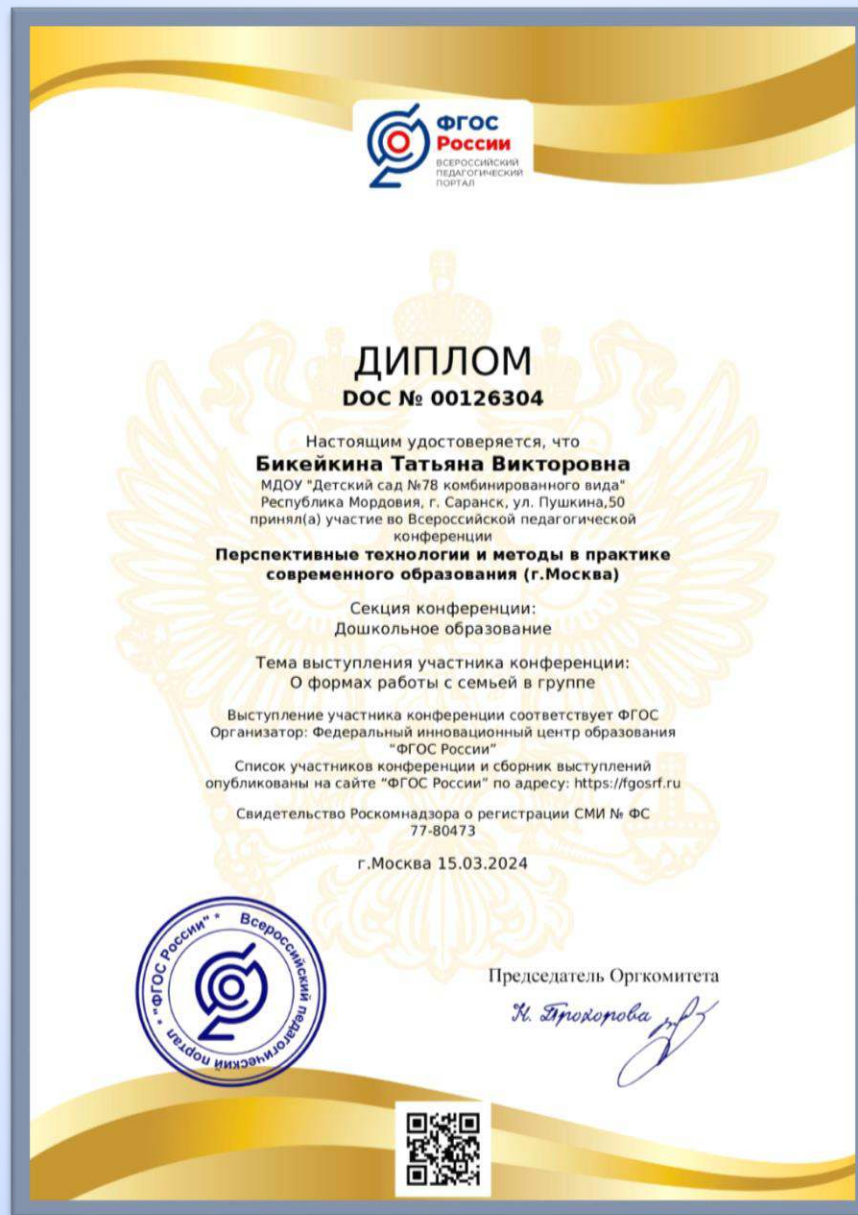 ФГОС
России
ВСЕРОССИЙСКИЙ
ПЕДАГОГИЧЕСКИЙ
ПОРТАЛ
ДИПЛОМ
DOC № 00126304
Настоящим удостоверяется, что
Бикейкина Татьяна Викторовна
МДОУ "Детский сад №78 комбинированного вида"
Республика Мордовия, г. Саранск, ул. Пушкина,50
принял(а) участие во Всероссийской педагогической
конференции
Перспективные технологии и методы в практике
современного образования (г.Москва)
Секция конференции:
Дошкольное образование
Тема выступления участника конференции:
О формах работы с семьей в группе
Выступление участника конференции соответствует ФГОС
Организатор: Федеральный инновационный центр образования
"ФГОС России"
Список участников конференции и сборник выступлений
опубликованы на сайте "ФГОС России" по адресу: https://fgosrf.ru
Свидетельство Роскомнадзора о регистрации СМИ № ФС
77-80473
г.Москва 15.03.2024
* "ФГОС России" * Всероссийский педагогический портал
Председатель Оргкомитета
Н. Прохорова